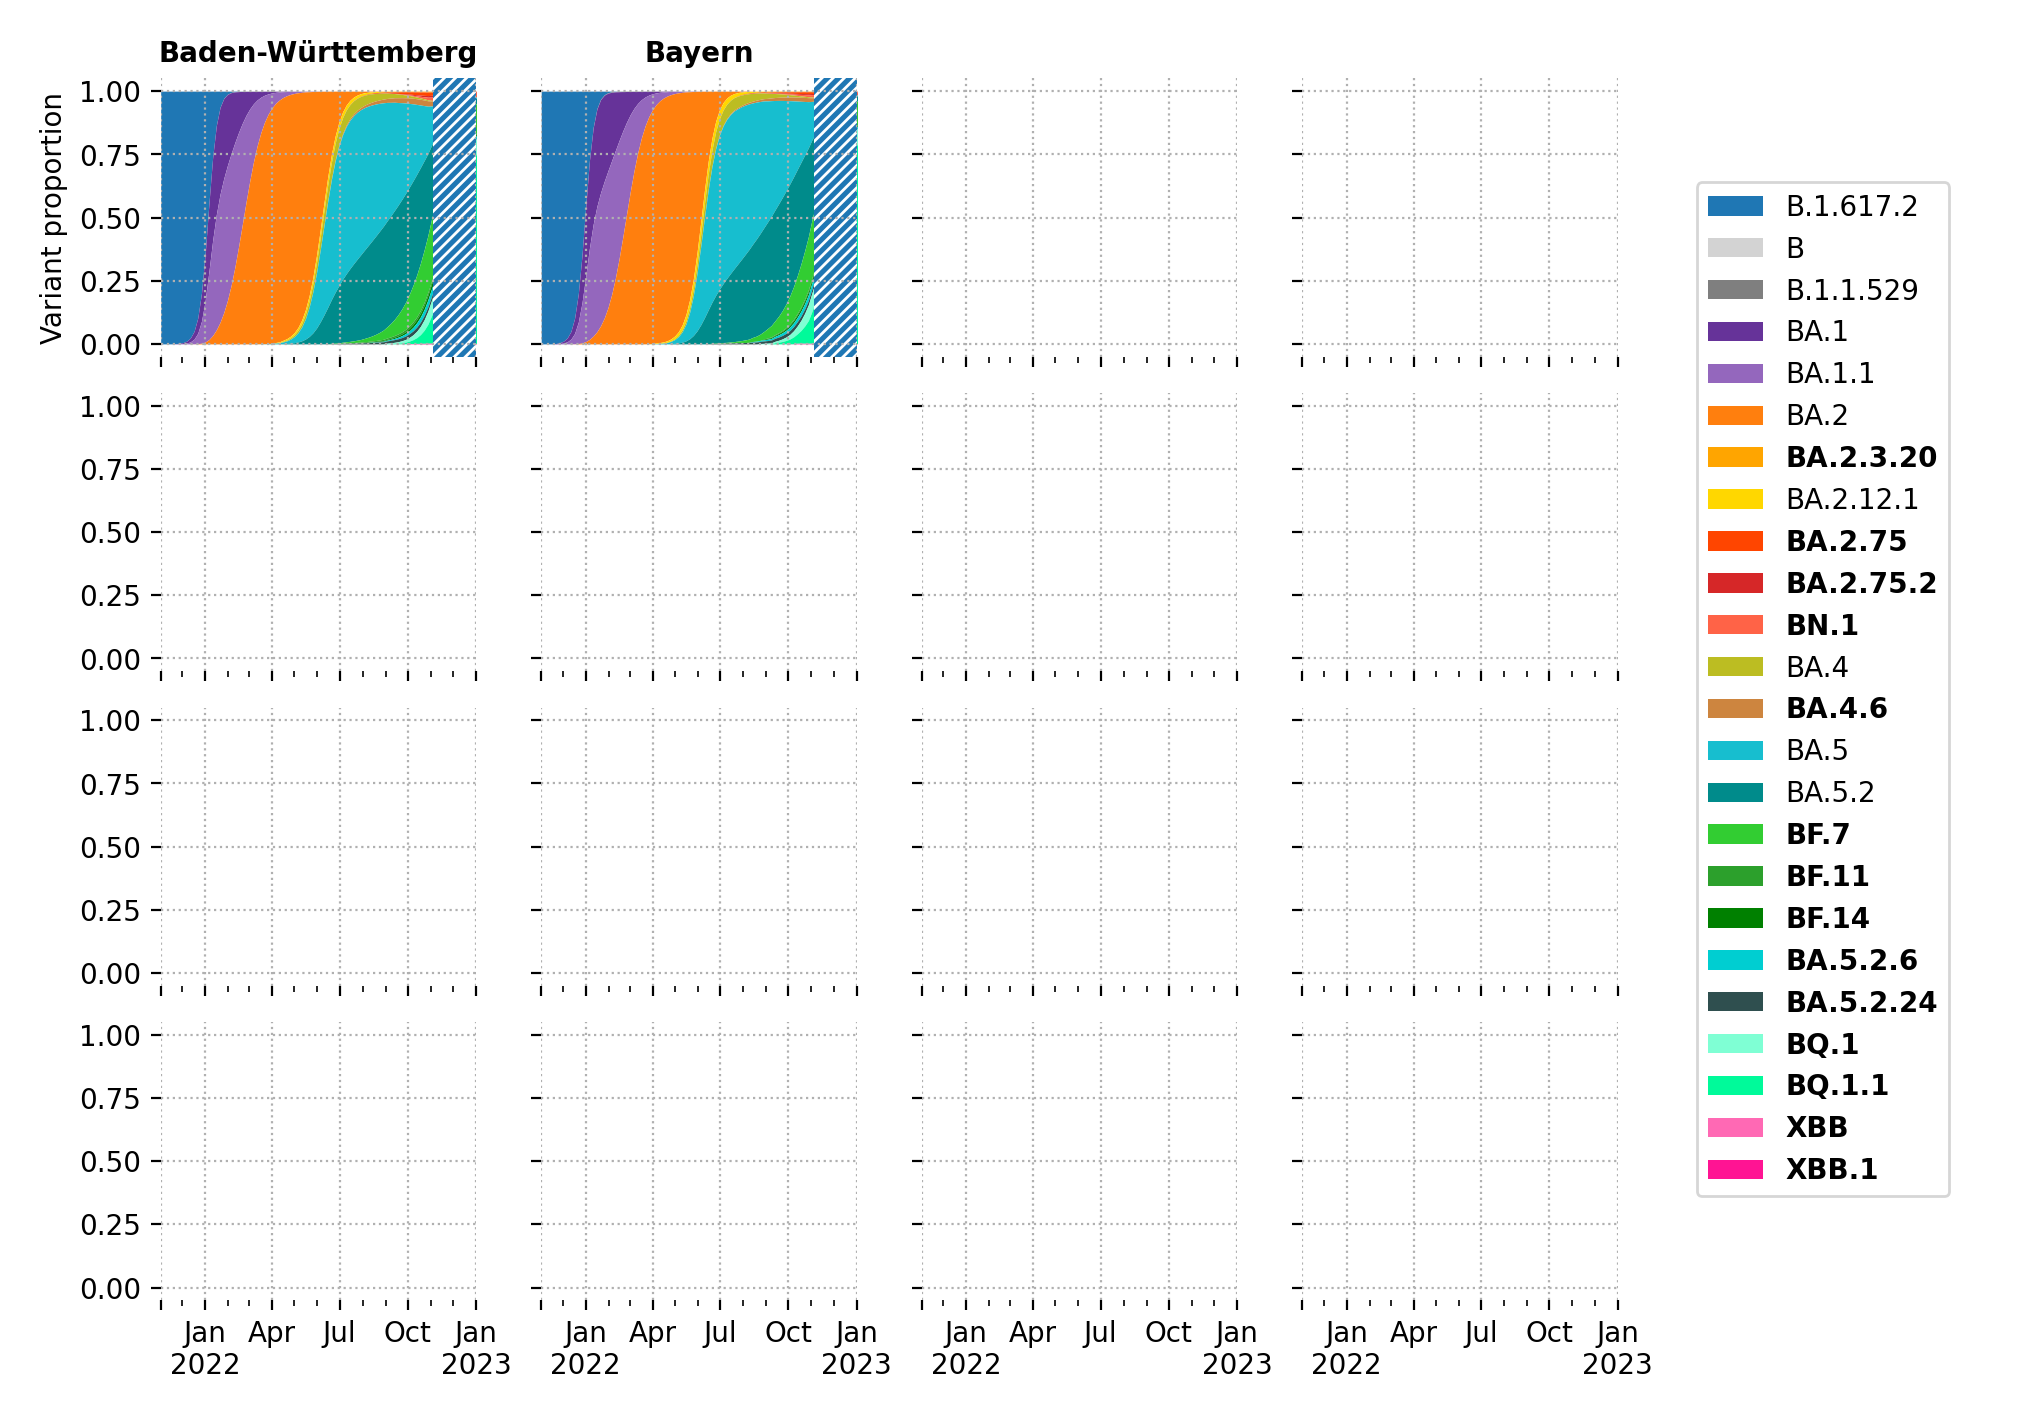 Baden-Württemberg
Bayern
Variant proportion
1.00
0.75
0.50
0.25
0.00
1.00
0.75
0.50
0.25
0.00
1.00
0.75
0.50
0.25
0.00
1.00
0.75
0.50
0.25
0.00
Jan Apr Jul Oct Jan
2022 2023
Jan Apr Jul Oct Jan
2022 2023
Jan Apr Jul Oct Jan
2022 2023
Jan Apr Jul Oct Jan
2022 2023
B.1.617.2
B
B.1.1.529
BA.1
BA.1.1
BA.2
BA.2.3.20
BA.2.12.1
BA.2.75
BA.2.75.2
BN.1
BA.4
BA.4.6
BA.5
BA.5.2
BF.7
BF.11
BF.14
BA.5.2.6
BA.5.2.24
BQ.1
BQ.1.1
XBB
XBB.1